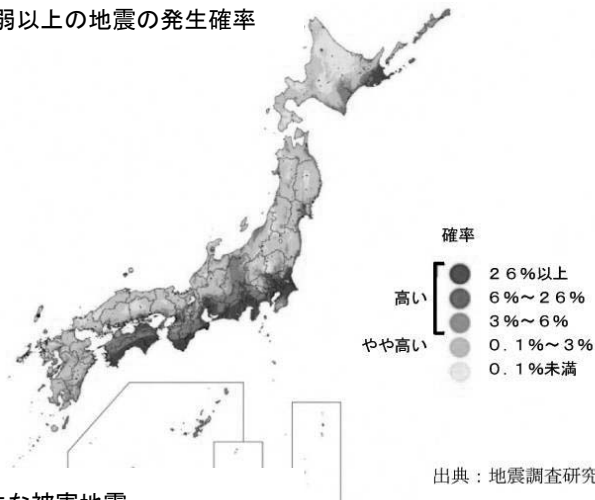 弱以上の地震の発生確率
確率
高い
26%以上
6%~26%
3%~6%
やや高い
0.1%~3%
0.1%未満
出典:地震調査研究
な被害地震